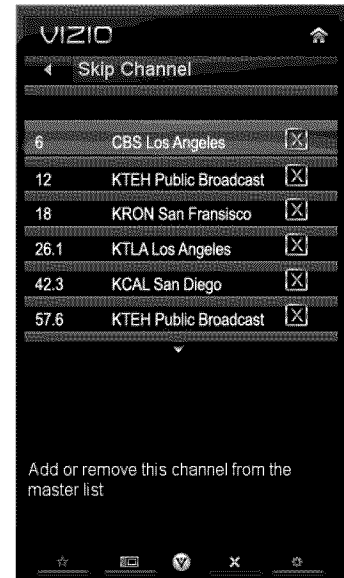 VIZIO
Skip Channel
6 CBS Los Angeles X
12 KTEH Public Broadcast X
18 KRON San Fransisco X
26.1 KTLA Los Angeles X
42.3 KCAL San Diego X
57.6 KTEH Public Broadcast X
Add or remove this channel from the
master list
V X